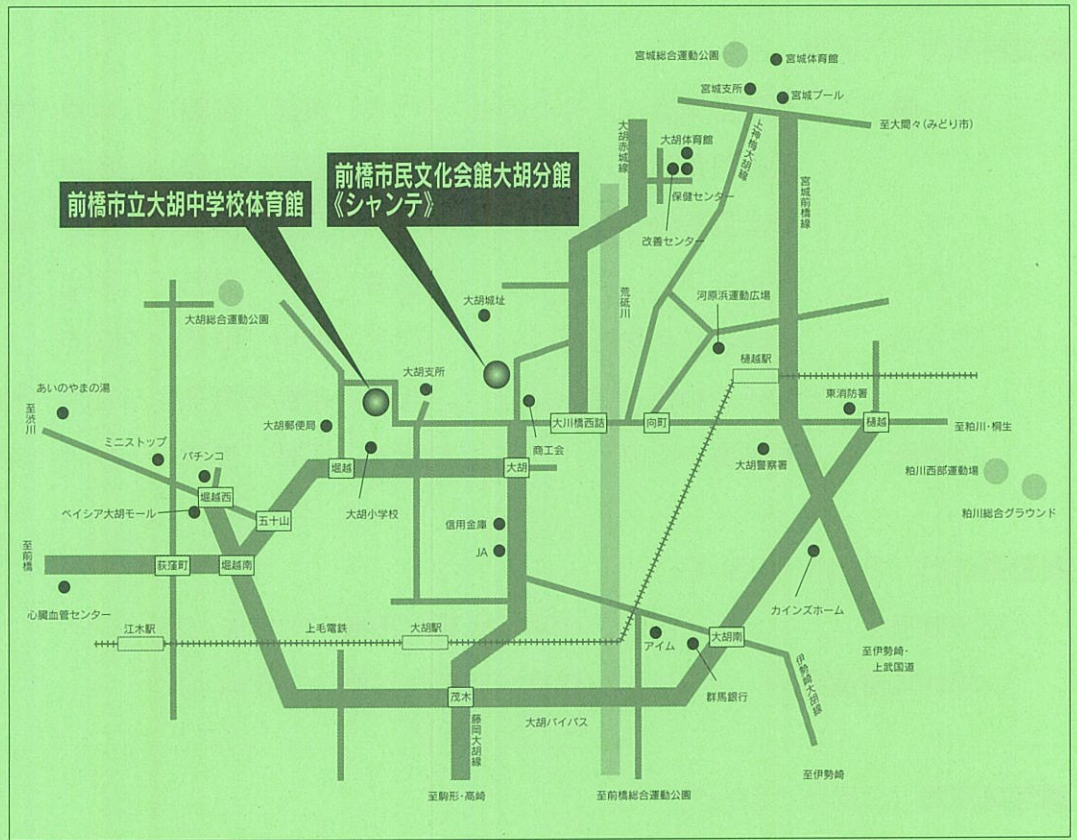 宮城総合運動公園
宮城体育館
宮城支所
宮城プール
至大間々(みどり市)
大胡赤城線
大胡体育館
上神梅大胡線
保健センター
宮城前橋線
改善センター
前橋市立大胡中学校体育館
前橋市民文化会館大胡分館
《シャンテ》
荒砥川
河原浜運動広場
大胡城址
大胡総合運動公園
樋越駅
あいのやまの湯
大胡支所
東消防署
至渋川
大胡郵便局
大川橋西詰
向町
樋越
至粕川・桐生
ミニストップ
パチンコ
商工会
堀越
大胡
大胡警察署
粕川西部運動場
粕川総合グラウンド
堀越西
ベイシア大胡モール
五十山
大胡小学校
信用金庫
JA
至前橋
荻窪町
堀越南
心臓血管センター
カインズホーム
江木駅
上毛電鉄
大胡駅
アイム
大胡南
群馬銀行
伊勢崎大胡線
至伊勢崎・
上武国道
茂木
大胡バイパス
藤岡大胡線
至伊勢崎
至駒形・高崎
至前橋総合運動公園